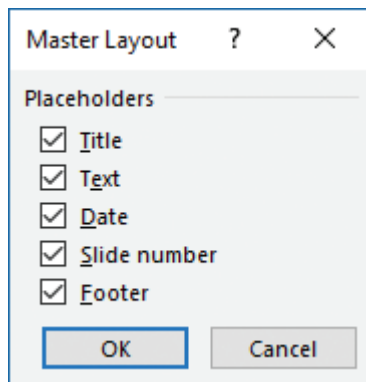 Master Layout ?
Placeholders
Title
Text
Date
Slide number
Footer
OK Cancel